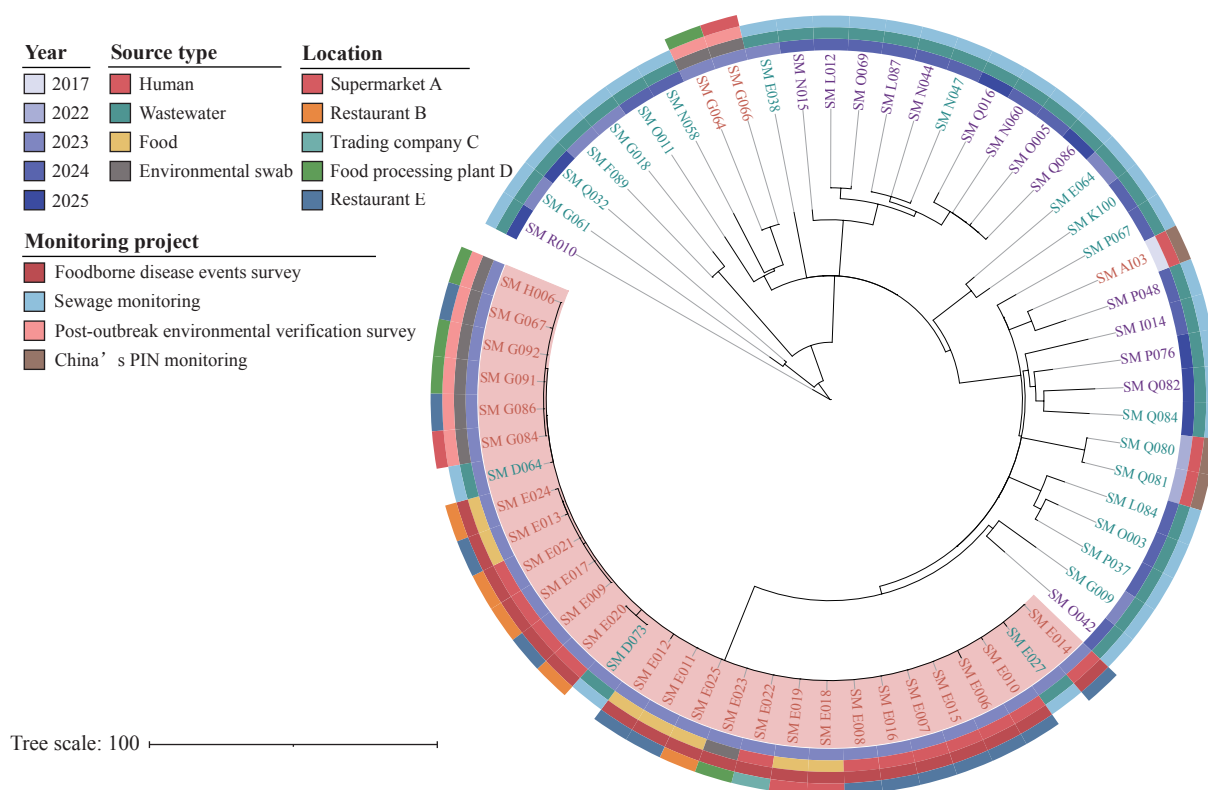 Year
2017
2022
2023
2024
2025
Source type
Human
Wastewater
Food
Environmental swab
Location
Supermarket A
Restaurant B
Trading company C
Food processing plant D
Restaurant E
Monitoring project
Foodborne disease events survey
Sewage monitoring
Post-outbreak environmental verification survey
China’s PIN monitoring
Tree scale: 100
SM R010
SM G061
SM Q032
SM F089
SM G018
SM O011
SM N058
SM G064
SM G066
SM E038
SM N015
SM L012
SM O069
SM L087
SM N044
SM N047
SM Q016
SM N060
SM O005
SM Q086
SM E064
SM K100
SM P067
SM AI03
SM P048
SM I014
SM P076
SM Q082
SM Q084
SM Q080
SM Q081
SM L084
SM O003
SM P037
SM G009
SM O042
SM E014
SM E027
SM E010
SM E006
SM E015
SM E007
SM E016
SM E008
SM E018
SM E019
SM E022
SM E023
SM E025
SM E011
SM E012
SM D073
SM E020
SM E009
SM E017
SM E021
SM E013
SM E024
SM D064
SM G084
SM G086
SM G091
SM G092
SM G067
SM H006